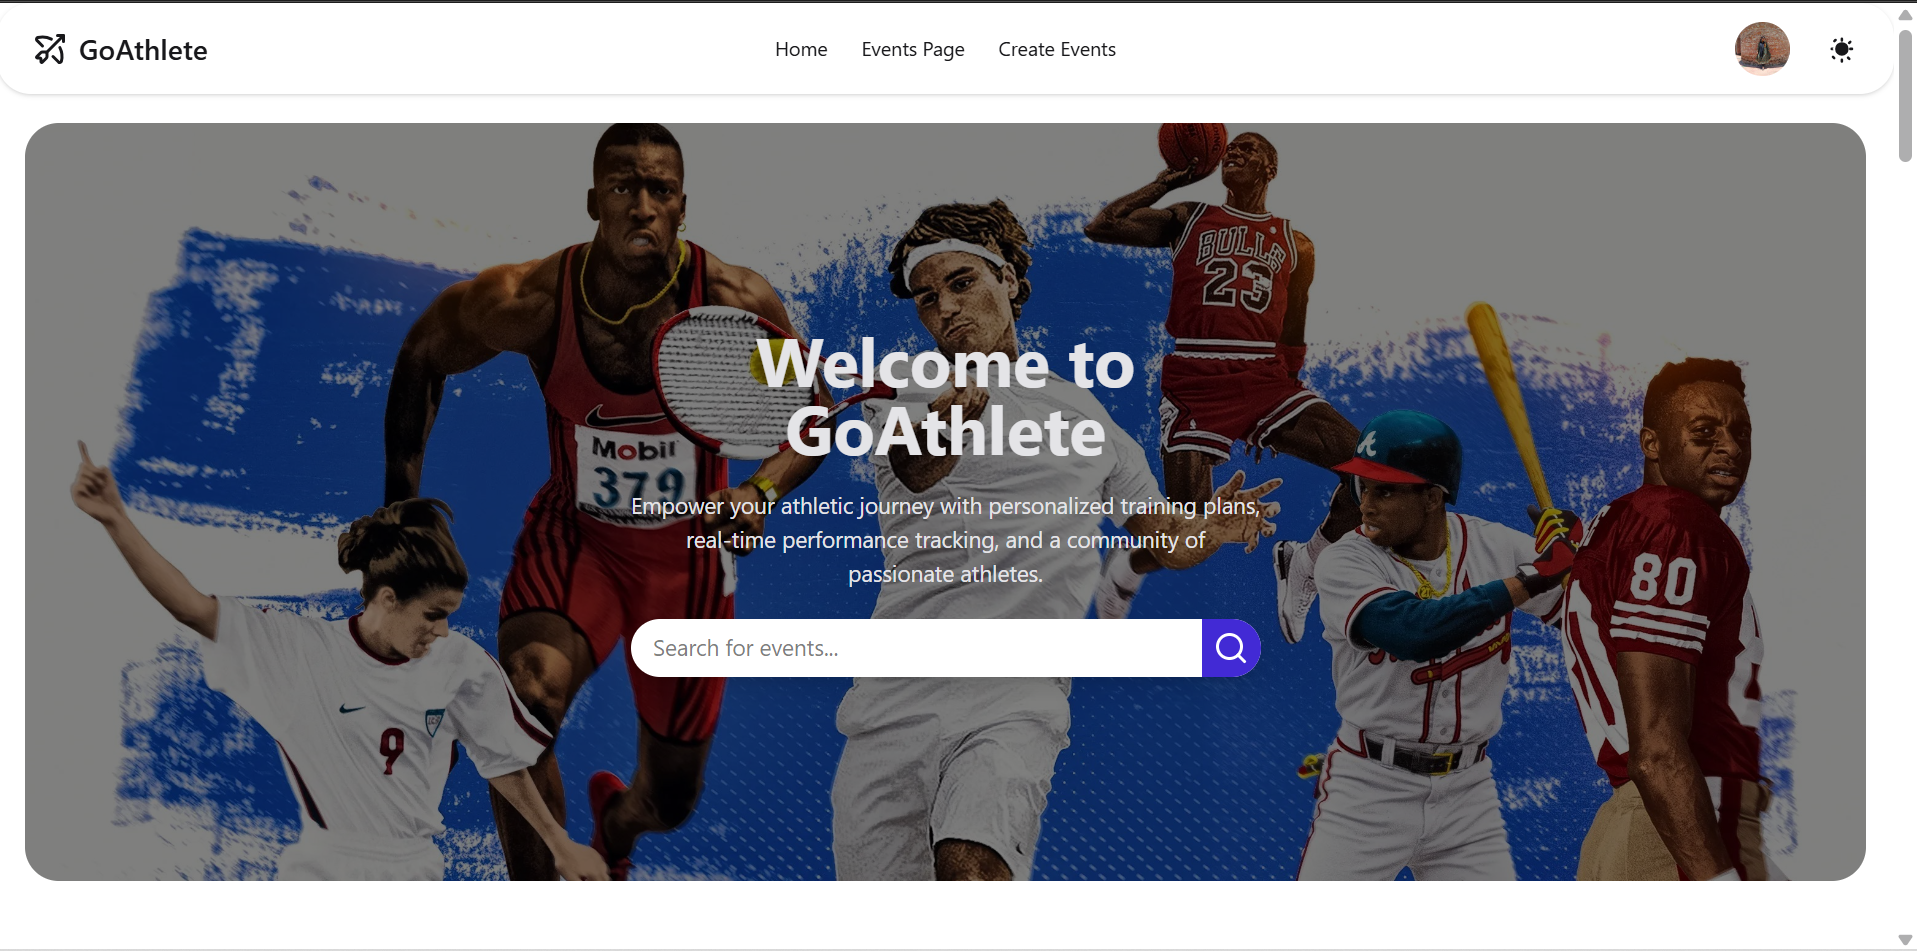 GoAthlete
Home
Events Page
Create Events
BULLS
23
Welcome to
GoAthlete
Mobil
379
A
Empower your athletic journey with personalized training plans,
real-time performance tracking, and a community of
passionate athletes.
80
Search for events...
9